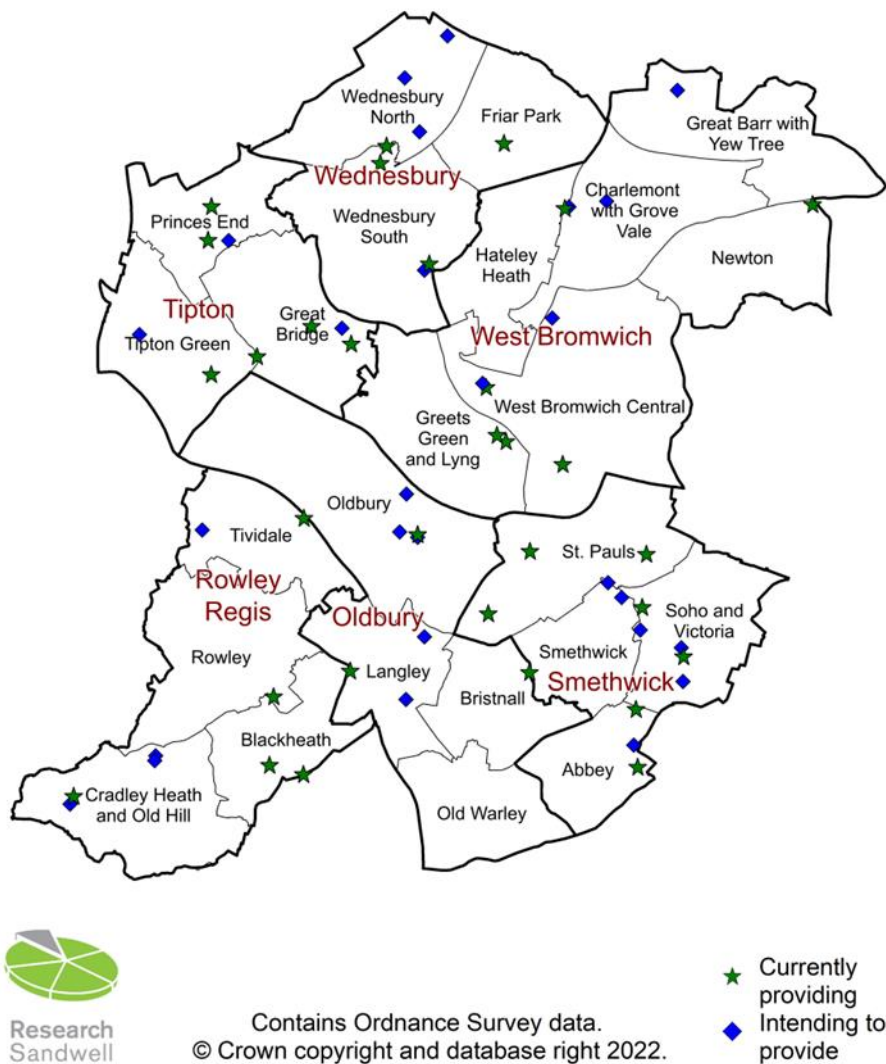 Wednesbury
North
Friar Park
Great Barr with
Yew Tree
Wednesbury
Princes End
Wednesbury
South
Charlemont
with Grove
Vale
Hateley
Heath
Newton
Tipton
Great
Bridge
Tipton Green
West Bromwich
West Bromwich Central
Greets
Green
and Lyng
Oldbury
Tividale
St. Pauls
Rowley
Regis
Oldbury
Soho and
Victoria
Smethwick
Rowley
Langley
Smethwick
Bristnall
Blackheath
Abbey
Cradley Heath
and Old Hill
Old Warley
Research
Sandwell
Contains Ordnance Survey data.
© Crown copyright and database right 2022.
Currently
providing
Intending to
provide